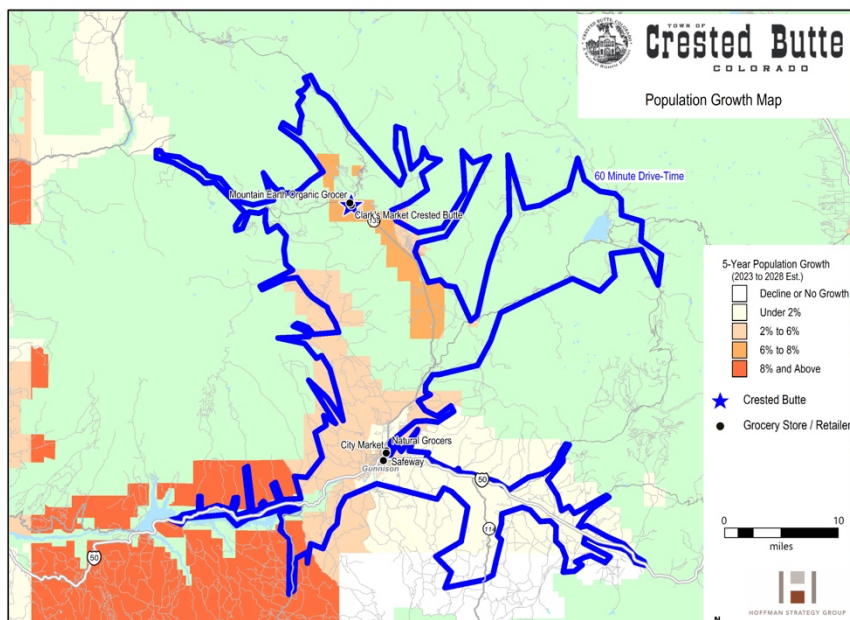 TOWN OF
Crested Butte
COLORADO
Population Growth Map
60 Minute Drive-Time
Mountain Earth Organic Grocer
Clark's Market Crested Butte
135
5-Year Population Growth
(2023 to 2028 Est.)
Decline or No Growth
Under 2%
2% to 6%
6% to 8%
8% and Above
Crested Butte
Grocery Store / Retailer
City Market
Natural Grocers
Safeway
Gunnison
50
114
50
0 10
miles
HOFFMAN STRATEGY GROUP
N